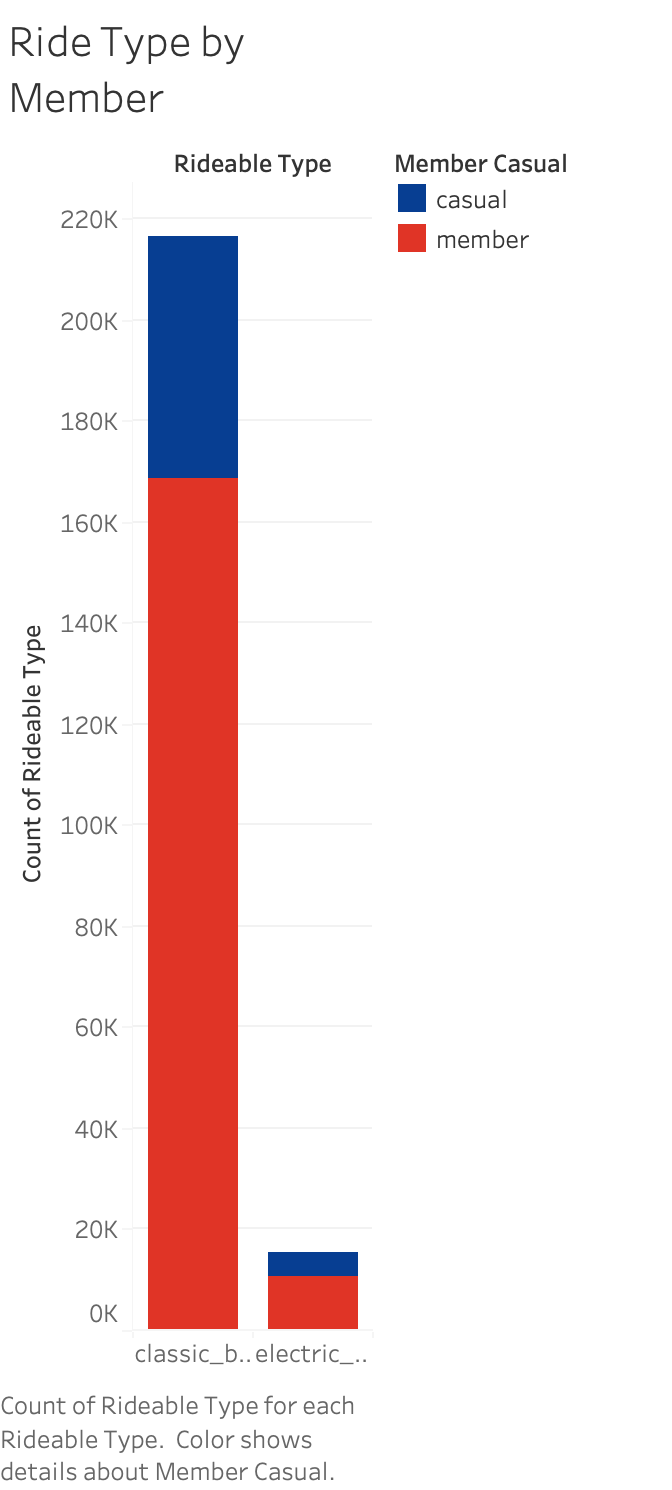 Ride Type by
Member
Rideable Type
Member Casual
casual
member
220K
200K
180K
160K
140K
120K
100K
80K
60K
40K
20K
0K
Count of Rideable Type
classic_b.. electric_..
Count of Rideable Type for each
Rideable Type.  Color shows
details about Member Casual.